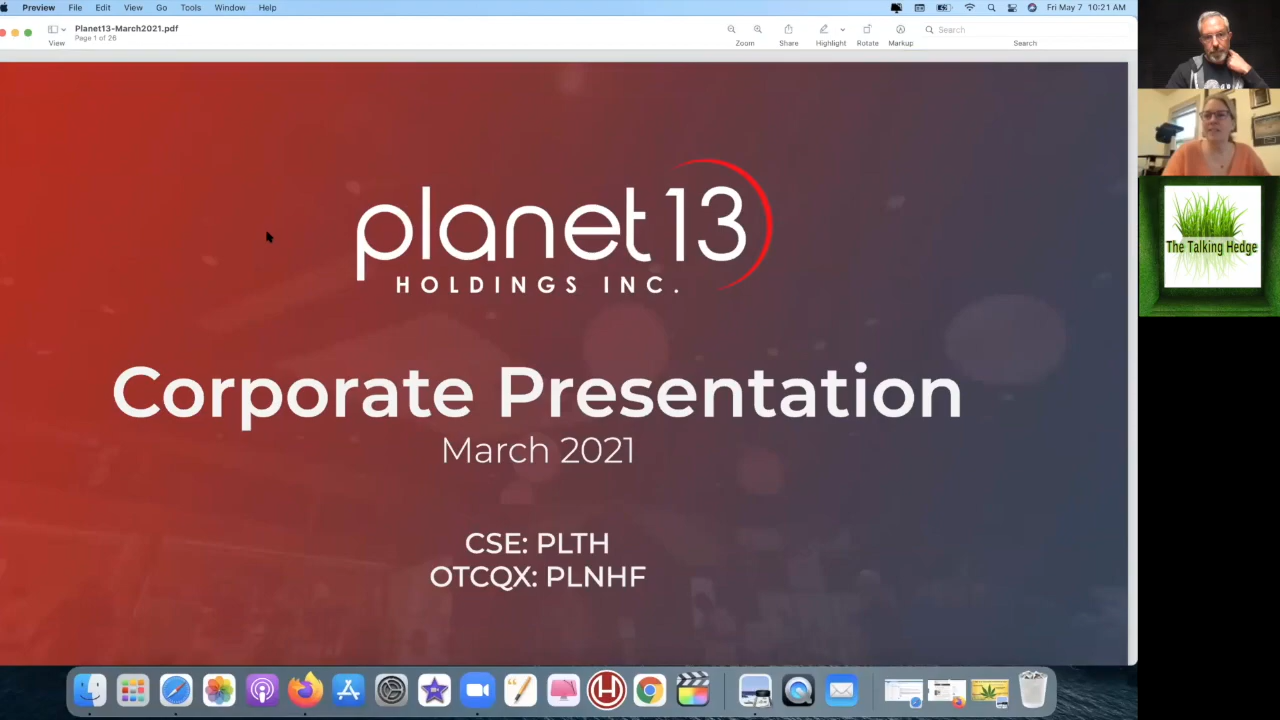 Preview File Edit View Go Tools Window Help
Fri May 7 10:21 AM
Planet13-March2021.pdf
Page 1 of 26
View
Zoom Share Highlight Rotate Markup Search
Search
planet 13
HOLDINGS INC.
Corporate Presentation
March 2021
CSE: PLTH
OTCQX: PLNHF
The Talking Hedge